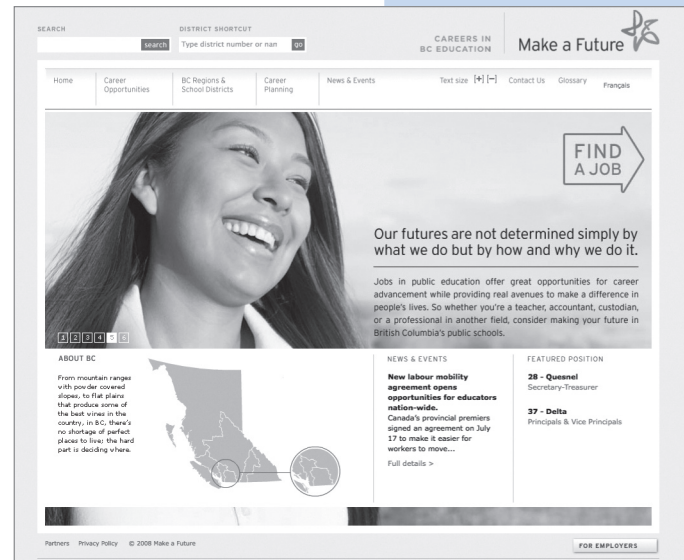 SEARCH
DISTRICT SHORTCUT
search
Type district number or nan
go
CAREERS IN
BC EDUCATION
Make a Future
Home
Career
Opportunities
BC Regions &
School Districts
Career
Planning
News & Events
Text size [+] [−]
Contact Us
Glossary
Français
FIND
A JOB
Our futures are not determined simply by
what we do but by how and why we do it.
Jobs in public education offer great opportunities for career
advancement while providing real avenues to make a difference in
people's lives. So whether you're a teacher, accountant, custodian,
or a professional in another field, consider making your future in
British Columbia's public schools.
1 2 3 4 5 6
ABOUT BC
From mountain ranges
with powder covered
slopes, to flat plains
that produce some of
the best wines in the
country, in BC, there's
no shortage of perfect
places to live; the hard
part is deciding where.
NEWS & EVENTS
New labour mobility
agreement opens
opportunities for educators
nation-wide.
Canada's provincial premiers
signed an agreement on July
17 to make it easier for
workers to move...
Full details >
FEATURED POSITION
28 - Quesnel
Secretary-Treasurer
37 - Delta
Principals & Vice Principals
Partners Privacy Policy © 2008 Make a Future
FOR EMPLOYERS